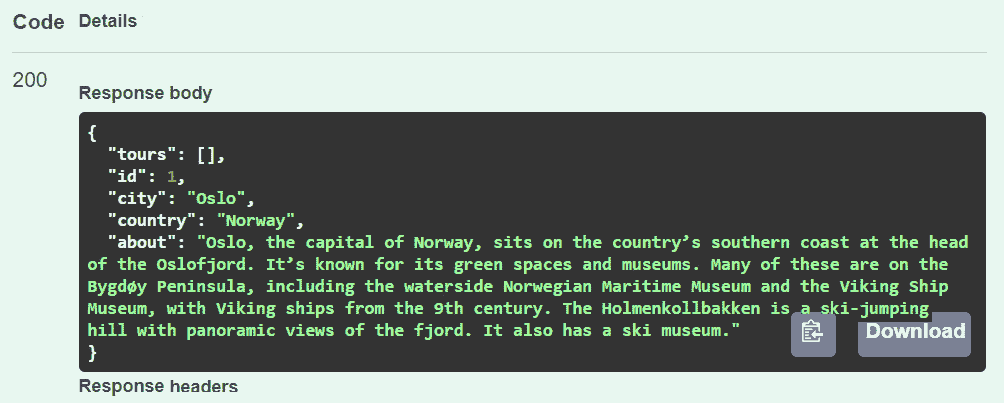 Code Details
200
Response body
{
"tours": [],
"id": 1,
"city": "Oslo",
"country": "Norway",
"about": "Oslo, the capital of Norway, sits on the country’s southern coast at the head
of the Oslofjord. It’s known for its green spaces and museums. Many of these are on the
Bygdøy Peninsula, including the waterside Norwegian Maritime Museum and the Viking Ship
Museum, with Viking ships from the 9th century. The Holmenkollbakken is a ski-jumping
hill with panoramic views of the fjord. It also has a ski museum."
Download
}
Response headers